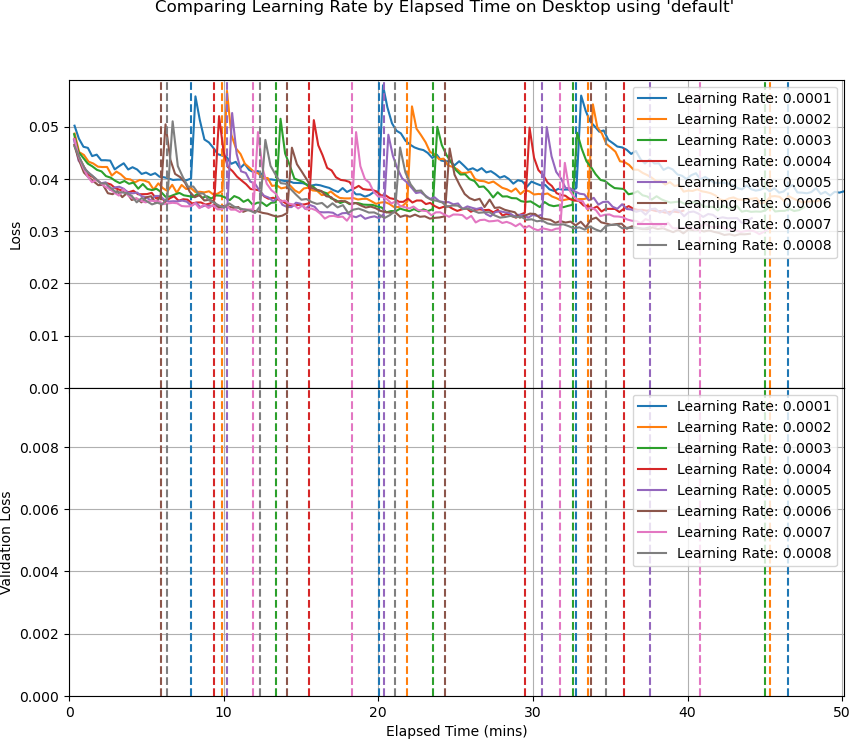 Comparing Learning Rate by Elapsed Time on Desktop using 'default'
Loss
0.05
0.04
0.03
0.02
0.01
0.00
Learning Rate: 0.0001
Learning Rate: 0.0002
Learning Rate: 0.0003
Learning Rate: 0.0004
Learning Rate: 0.0005
Learning Rate: 0.0006
Learning Rate: 0.0007
Learning Rate: 0.0008
Validation Loss
0.008
0.006
0.004
0.002
0.000
Learning Rate: 0.0001
Learning Rate: 0.0002
Learning Rate: 0.0003
Learning Rate: 0.0004
Learning Rate: 0.0005
Learning Rate: 0.0006
Learning Rate: 0.0007
Learning Rate: 0.0008
0 10 20 30 40 50
Elapsed Time (mins)